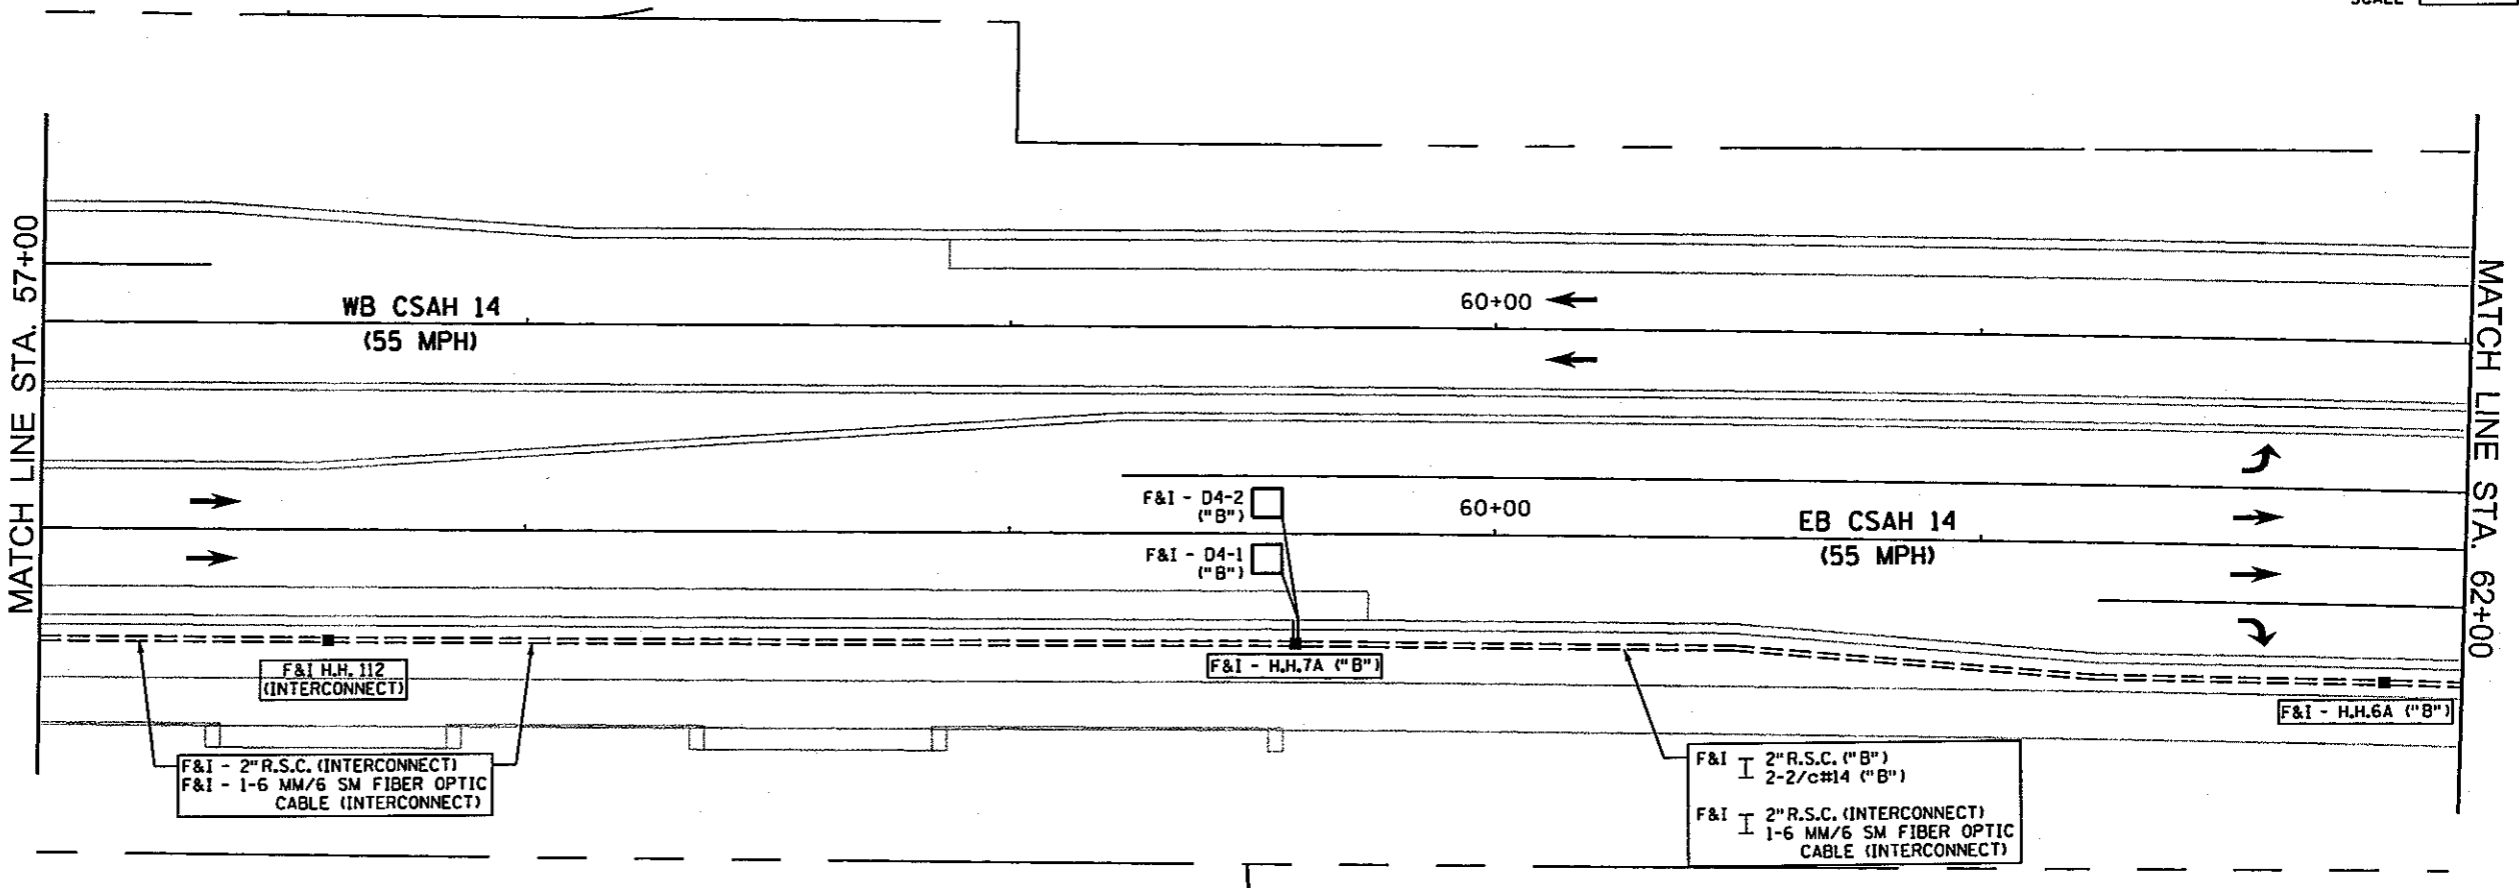 SCALE
MATCH LINE STA. 57+00
WB CSAH 14
(55 MPH)
60+00
MATCH LINE STA. 62+00
F&I - D4-2
("B")
60+00
EB CSAH 14
(55 MPH)
F&I - D4-1
("B")
F&I H.H. 112
(INTERCONNECT)
F&I - H.H.7A ("B")
F&I - H.H.6A ("B")
F&I - 2" R.S.C. (INTERCONNECT)
F&I - 1-6 MM/6 SM FIBER OPTIC
CABLE (INTERCONNECT)
F&I 2" R.S.C. ("B")
2-2/c#14 ("B")
F&I 2" R.S.C. (INTERCONNECT)
1-6 MM/6 SM FIBER OPTIC
CABLE (INTERCONNECT)